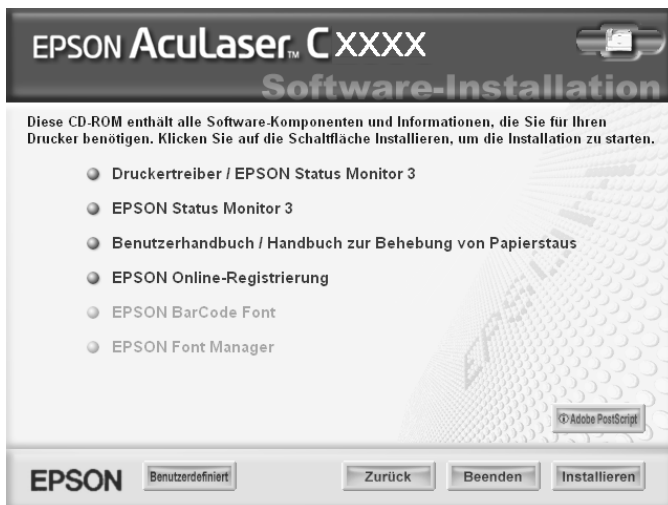 EPSON AcuLaser™ C XXXX
Software-Installation
Diese CD-ROM enthält alle Software-Komponenten und Informationen, die Sie für Ihren
Drucker benötigen. Klicken Sie auf die Schaltfläche Installieren, um die Installation zu starten.
Druckertreiber / EPSON Status Monitor 3
EPSON Status Monitor 3
Benutzerhandbuch / Handbuch zur Behebung von Papierstaus
EPSON Online-Registrierung
EPSON BarCode Font
EPSON Font Manager
EPSON
Adobe PostScript
EPSON
Benutzerdefiniert
Zurück
Beenden
Installieren